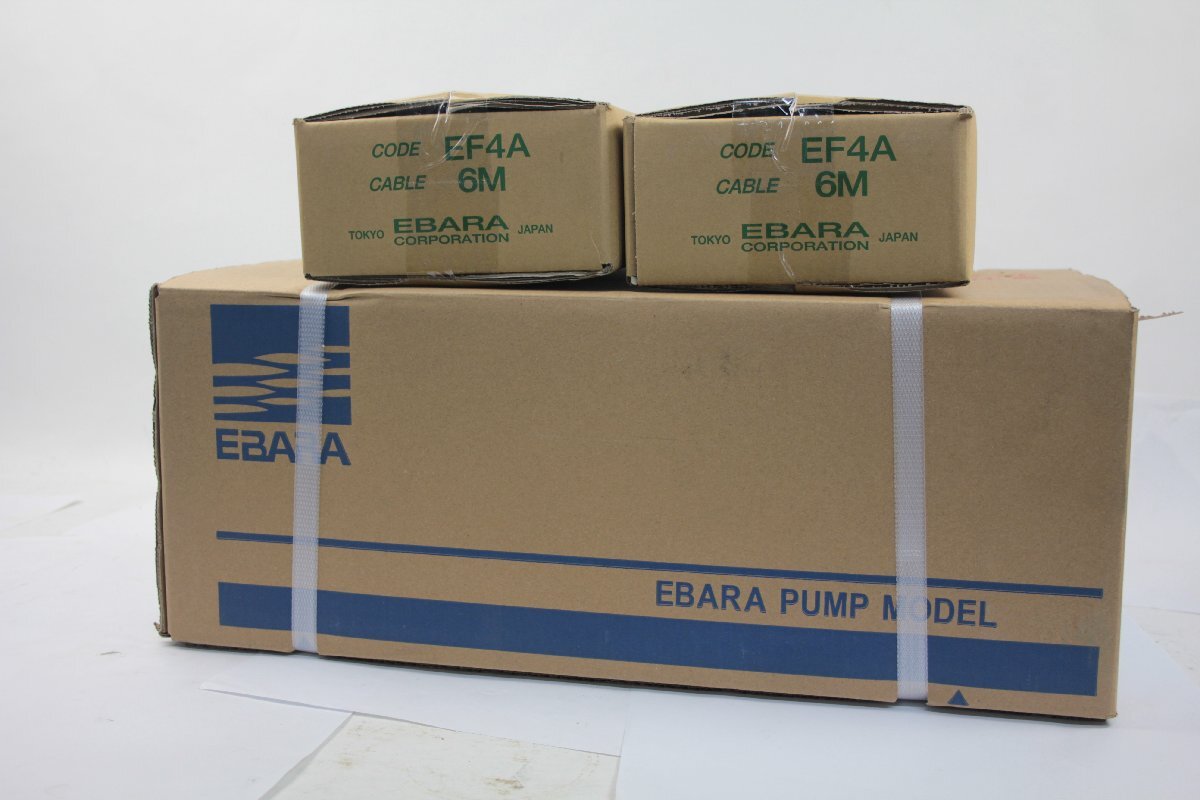 CODE EF4A
CABLE 6M
TOKYO EBARA CORPORATION JAPAN
CODE EF4A
CABLE 6M
TOKYO EBARA CORPORATION JAPAN
EBARA
EBARA PUMP MODEL